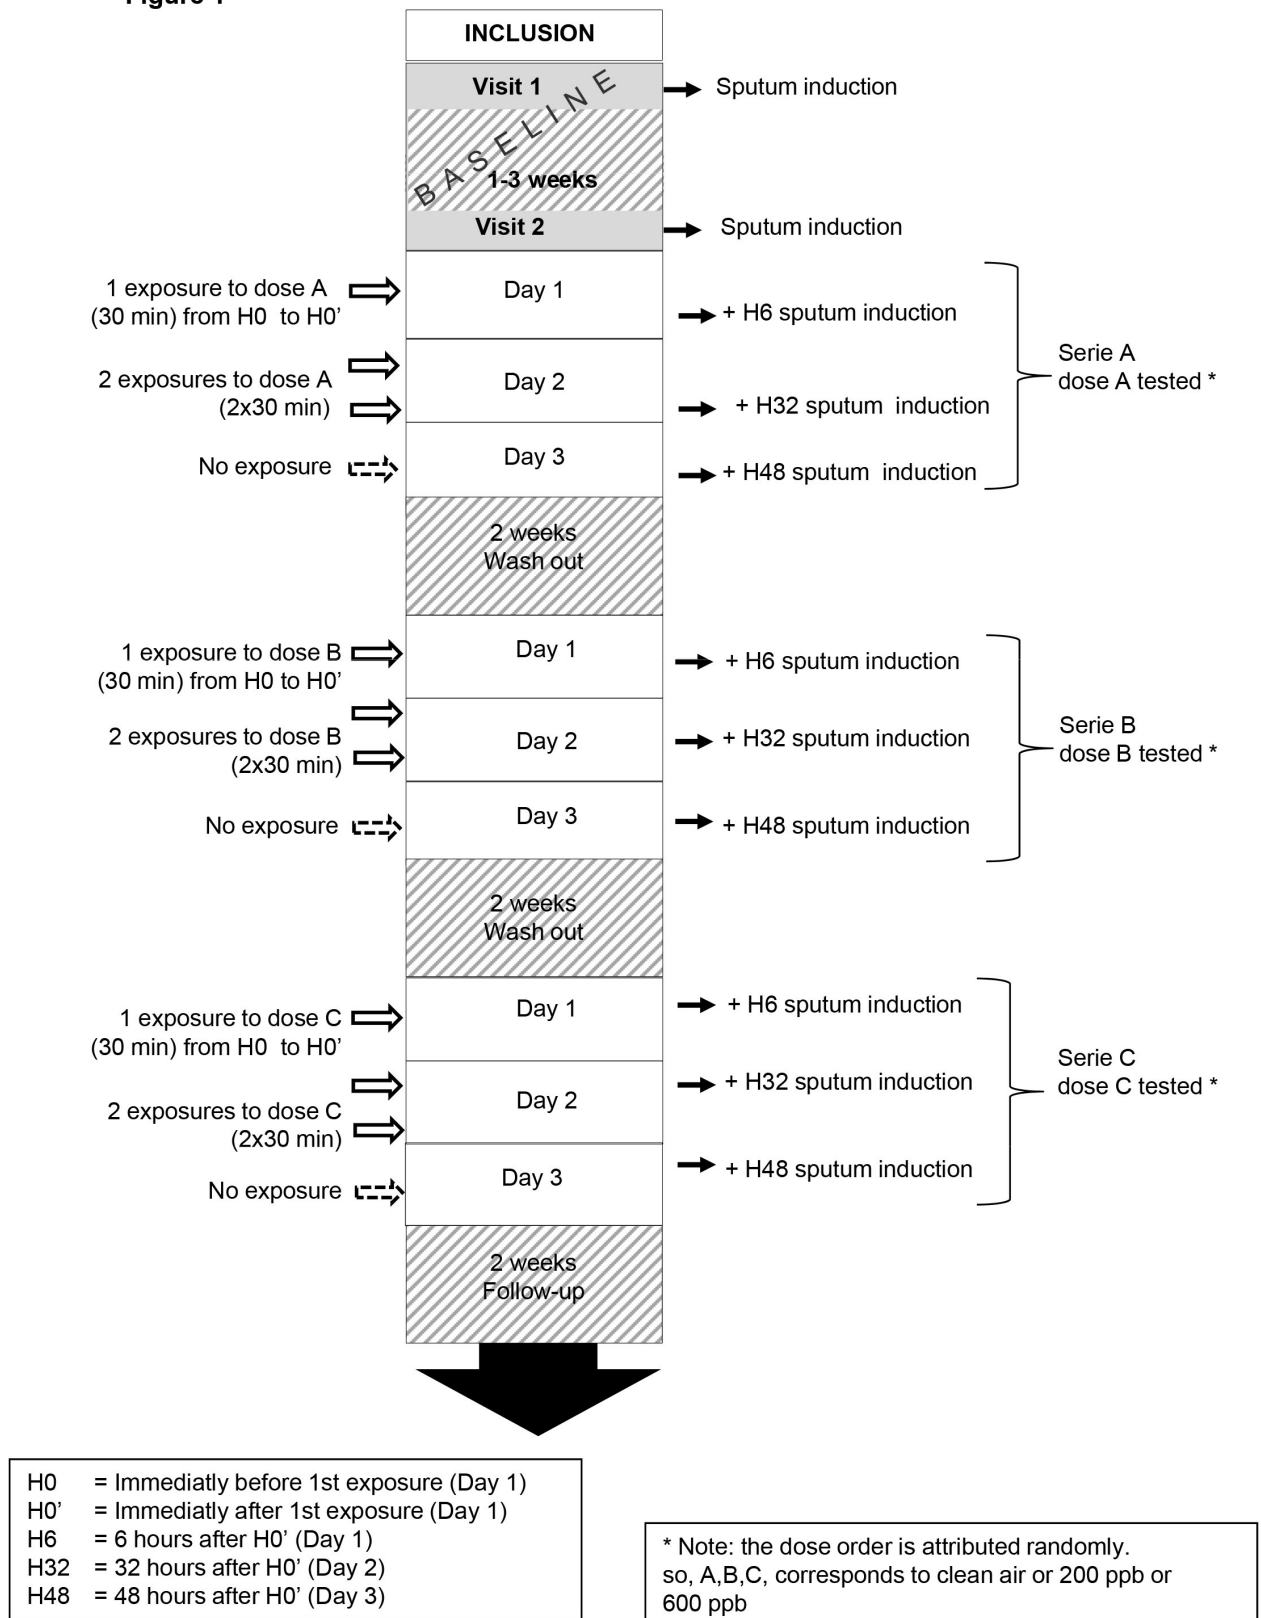 INCLUSION
Visit 1
Sputum induction
BASELINE
1-3 weeks
Visit 2
Sputum induction
1 exposure to dose A
(30 min) from H0 to H0’
Day 1
+ H6 sputum induction
2 exposures to dose A
(2x30 min)
Day 2
+ H32 sputum induction
No exposure
Day 3
+ H48 sputum induction
Serie A
dose A tested *
2 weeks
Wash out
1 exposure to dose B
(30 min) from H0 to H0’
Day 1
+ H6 sputum induction
2 exposures to dose B
(2x30 min)
Day 2
+ H32 sputum induction
No exposure
Day 3
+ H48 sputum induction
Serie B
dose B tested *
2 weeks
Wash out
1 exposure to dose C
(30 min) from H0 to H0’
Day 1
+ H6 sputum induction
2 exposures to dose C
(2x30 min)
Day 2
+ H32 sputum induction
No exposure
Day 3
+ H48 sputum induction
Serie C
dose C tested *
2 weeks
Follow-up
H0 = Immediatly before 1st exposure (Day 1)
H0’ = Immediatly after 1st exposure (Day 1)
H6 = 6 hours after H0’ (Day 1)
H32 = 32 hours after H0’ (Day 2)
H48 = 48 hours after H0’ (Day 3)
* Note: the dose order is attributed randomly.
so, A,B,C, corresponds to clean air or 200 ppb or
600 ppb